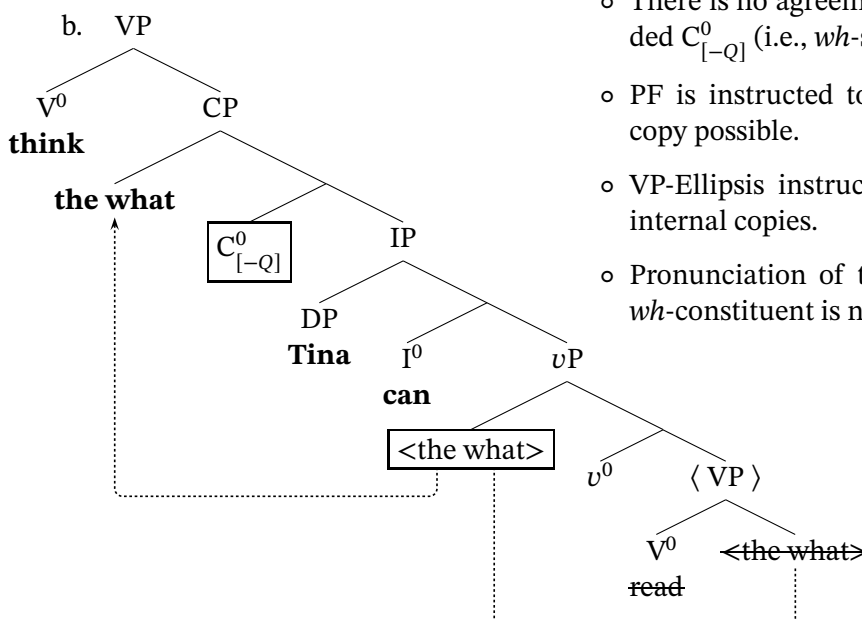 b. VP
V⁰ CP
think
the what
C⁰[−Q] IP
DP
Tina I⁰ vP
can
<the what>
v⁰ ⟨ VP ⟩
V⁰ <the what>
read
There is no
ded C⁰[−Q] (i.e., wh-
∘ PF is instructed to
copy possible.
∘ VP-Ellipsis instruc
internal copies.
∘ Pronunciation of t
wh-constituent is n